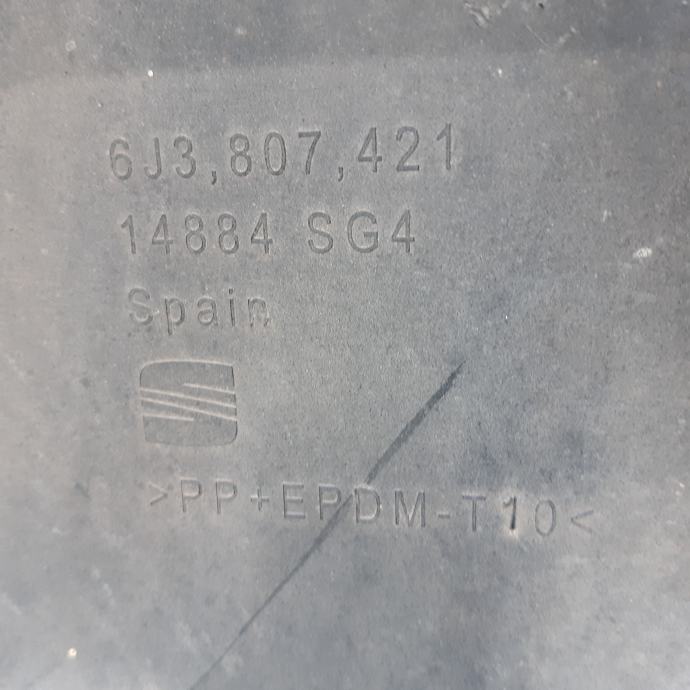 6J3,807,421
14884 SG4
Spain
>PP+EPDM-T10<